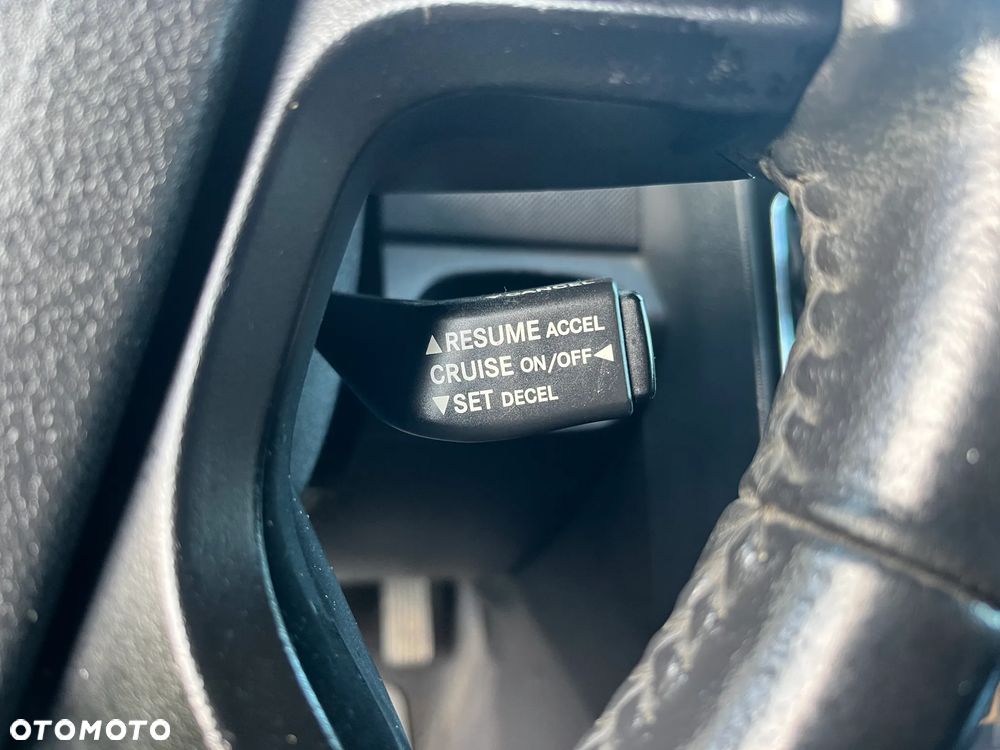 ▲RESUME ACCEL
CRUISE ON/OFF◀
▼SET DECEL
OTOMOTO